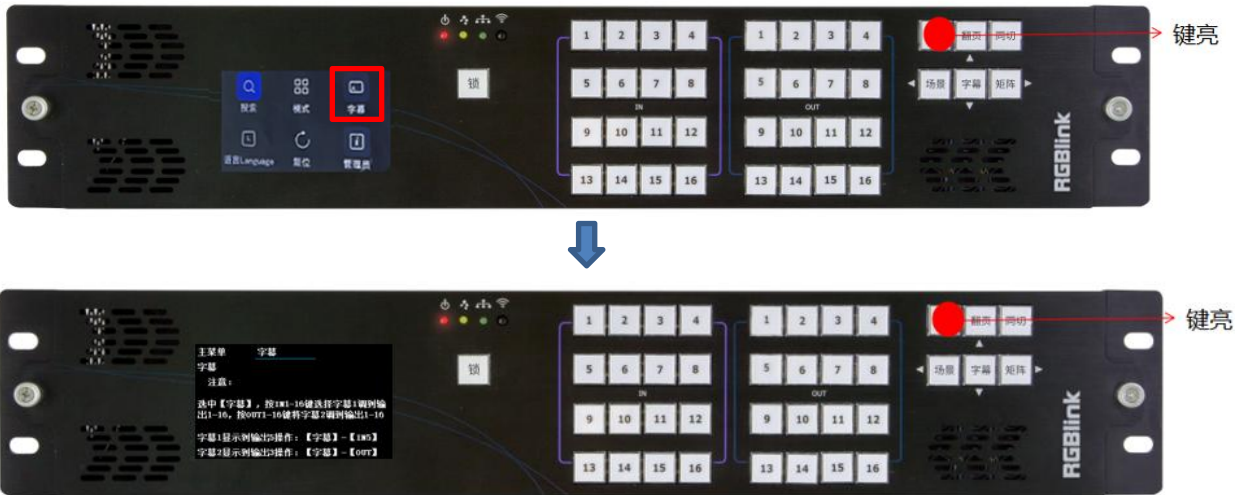 1 2 3 4 1 2 3 4 翻页 同切 键亮
搜索 模式 字幕
锁
5 6 7 8 5 6 7 8 场景 字幕 矩阵
IN OUT
9 10 11 12 9 10 11 12
语言Language 复位 管理员
13 14 15 16 13 14 15 16
RGBlink
1 2 3 4 1 2 3 4 翻页 同切 键亮
主菜单 字幕
字幕
注意：
选中【字幕】，按IN1-16键选择字幕1调到输
出1-16，按OUT1-16键将字幕2调到输出1-16
字幕1显示到输出5操作：【字幕】-【IN5】
字幕2显示到输出操作：【字幕】-【OUT】
锁
5 6 7 8 5 6 7 8 场景 字幕 矩阵
IN OUT
9 10 11 12 9 10 11 12
13 14 15 16 13 14 15 16
RGBlink